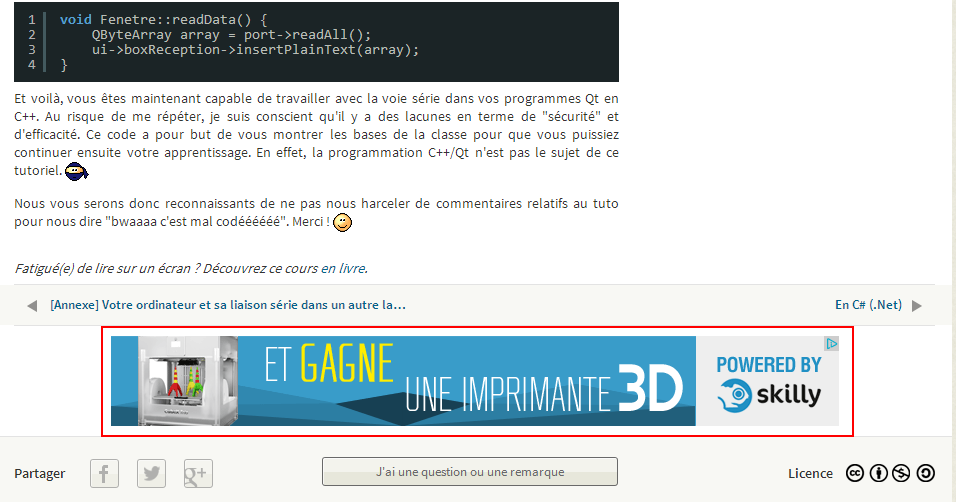 1 void Fenetre::readData() {
2 QByteArray array = port->readAll();
3 ui->boxReception->insertPlainText(array);
4 }
Et voilà, vous êtes maintenant capable de travailler avec la voie série dans vos programmes Qt en
C++. Au risque de me répéter, je suis conscient qu'il y a des lacunes en terme de "sécurité" et
d'efficacité. Ce code a pour but de vous montrer les bases de la classe pour que vous puissiez
continuer ensuite votre apprentissage. En effet, la programmation C++/Qt n'est pas le sujet de ce
tutoriel.
Nous vous serons donc reconnaissants de ne pas nous harceler de commentaires relatifs au tuto
pour nous dire "bwaaaa c'est mal codéééééé". Merci !
Fatigué(e) de lire sur un écran ? Découvrez ce cours en livre.
[Annexe] Votre ordinateur et sa liaison série dans un autre la... En C# (.Net)
ET GAGNE
UNE IMPRIMANTE 3D
POWERED BY
skilly
Partager f g+ J'ai une question ou une remarque Licence